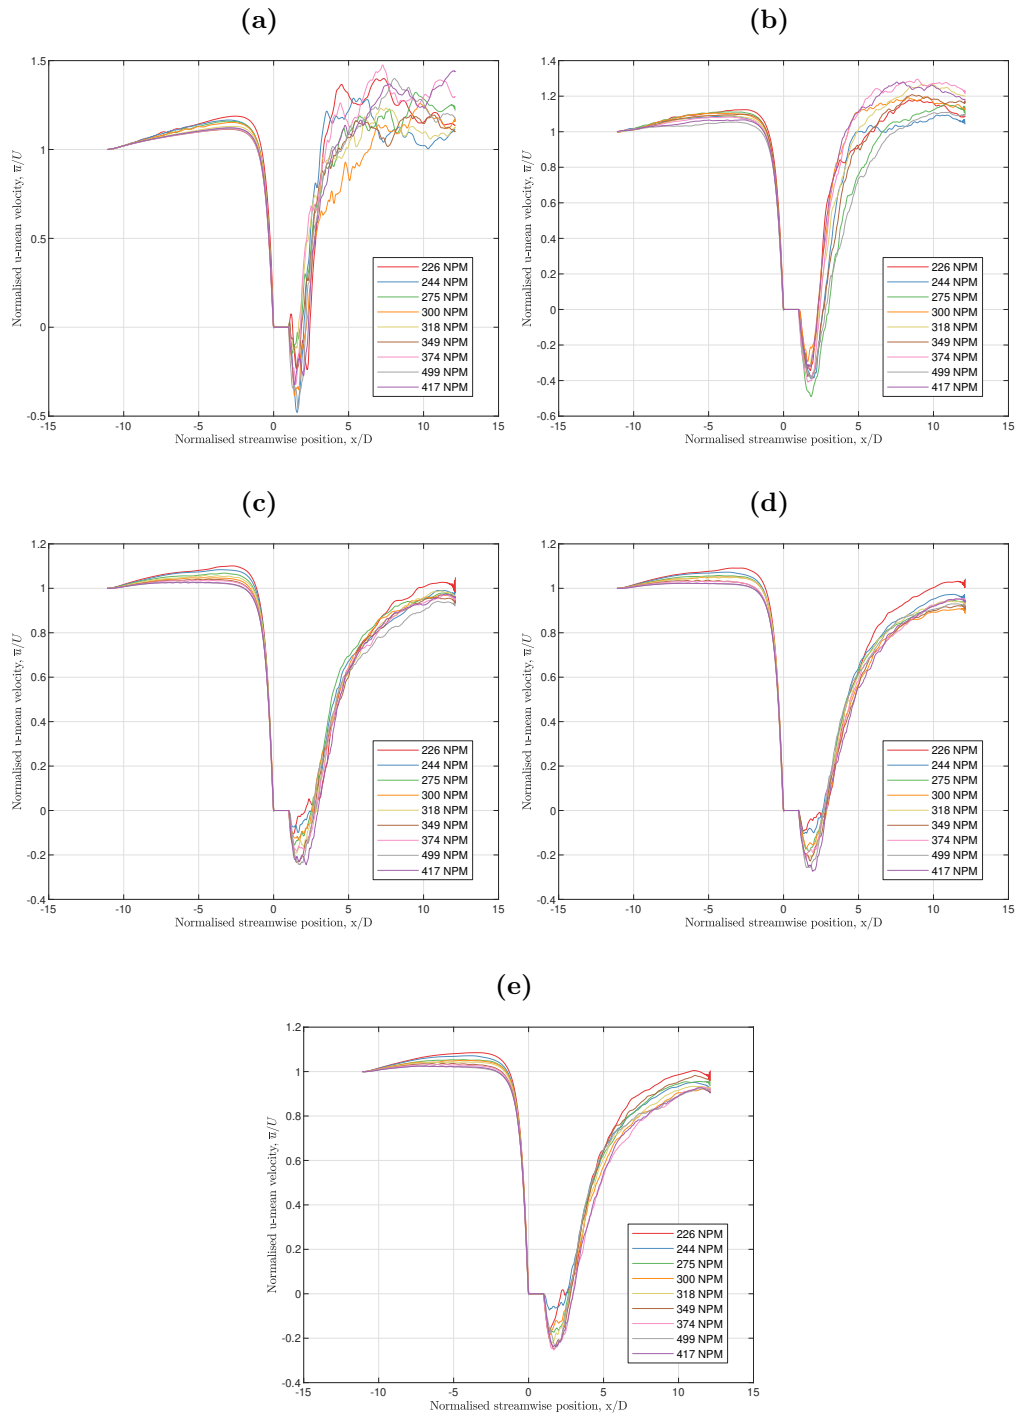 (a)
Normalised u-mean velocity, u̅/U
1.5
1
0.5
0
-0.5
-15 -10 -5 0 5 10 15
Normalised streamwise position, x/D
226 NPM
244 NPM
275 NPM
300 NPM
318 NPM
349 NPM
374 NPM
499 NPM
417 NPM
(b)
Normalised u-mean velocity, u̅/U
1.4
1.2
1
0.8
0.6
0.4
0.2
0
-0.2
-0.4
-0.6
-15 -10 -5 0 5 10 15
Normalised streamwise position, x/D
226 NPM
244 NPM
275 NPM
300 NPM
318 NPM
349 NPM
374 NPM
499 NPM
417 NPM
(c)
Normalised u-mean velocity, u̅/U
1.2
1
0.8
0.6
0.4
0.2
0
-0.2
-0.4
-15 -10 -5 0 5 10 15
Normalised streamwise position, x/D
226 NPM
244 NPM
275 NPM
300 NPM
318 NPM
349 NPM
374 NPM
499 NPM
417 NPM
(d)
Normalised u-mean velocity, u̅/U
1.2
1
0.8
0.6
0.4
0.2
0
-0.2
-0.4
-15 -10 -5 0 5 10 15
Normalised streamwise position, x/D
226 NPM
244 NPM
275 NPM
300 NPM
318 NPM
349 NPM
374 NPM
499 NPM
417 NPM
(e)
Normalised u-mean velocity, u̅/U
1.2
1
0.8
0.6
0.4
0.2
0
-0.2
-0.4
-15 -10 -5 0 5 10 15
Normalised streamwise position, x/D
226 NPM
244 NPM
275 NPM
300 NPM
318 NPM
349 NPM
374 NPM
499 NPM
417 NPM